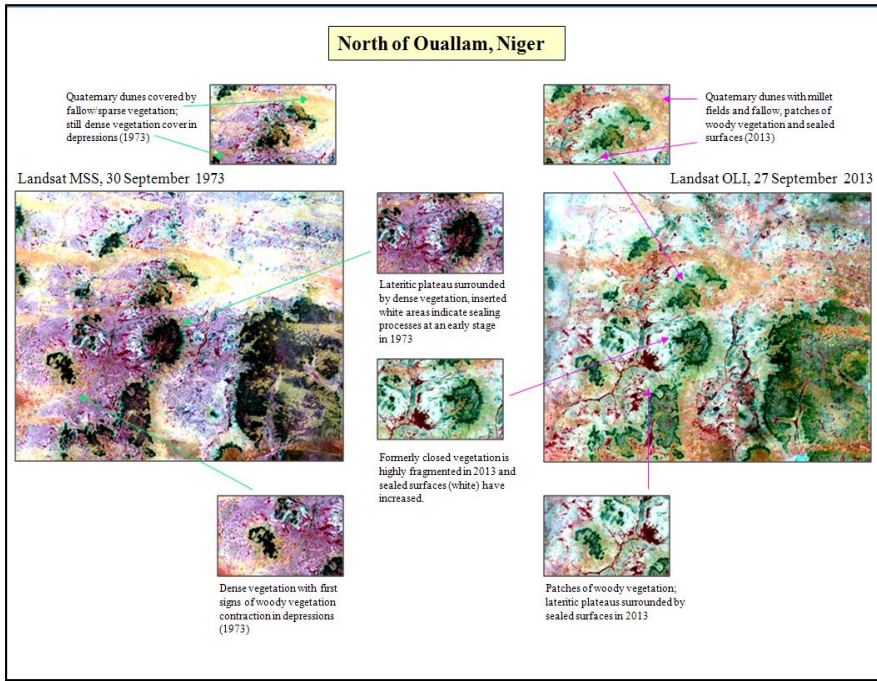 North of Ouallam, Niger
Quaternary dunes covered by
fallow/sparse vegetation;
still dense vegetation cover in
depressions (1973)
Quaternary dunes with millet
fields and fallow, patches of
woody vegetation and sealed
surfaces (2013)
Landsat MSS, 30 September 1973
Landsat OLI, 27 September 2013
Lateritic plateau surrounded
by dense vegetation, inserted
white areas indicate sealing
processes at an early stage
in 1973
Formerly closed vegetation is
highly fragmented in 2013 and
sealed surfaces (white) have
increased.
Dense vegetation with first
signs of woody vegetation
contraction in depressions
(1973)
Patches of woody vegetation;
lateritic plateaus surrounded by
sealed surfaces in 2013